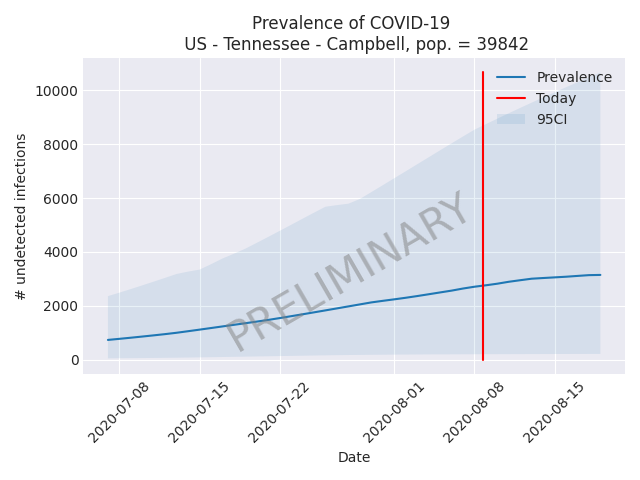 Prevalence of COVID-19
US - Tennessee - Campbell, pop. = 39842
Prevalence
Today
95CI
10000
8000
6000
4000
2000
0
# undetected infections
PRELIMINARY
2020-07-08
2020-07-15
2020-07-22
2020-08-01
2020-08-08
2020-08-15
Date